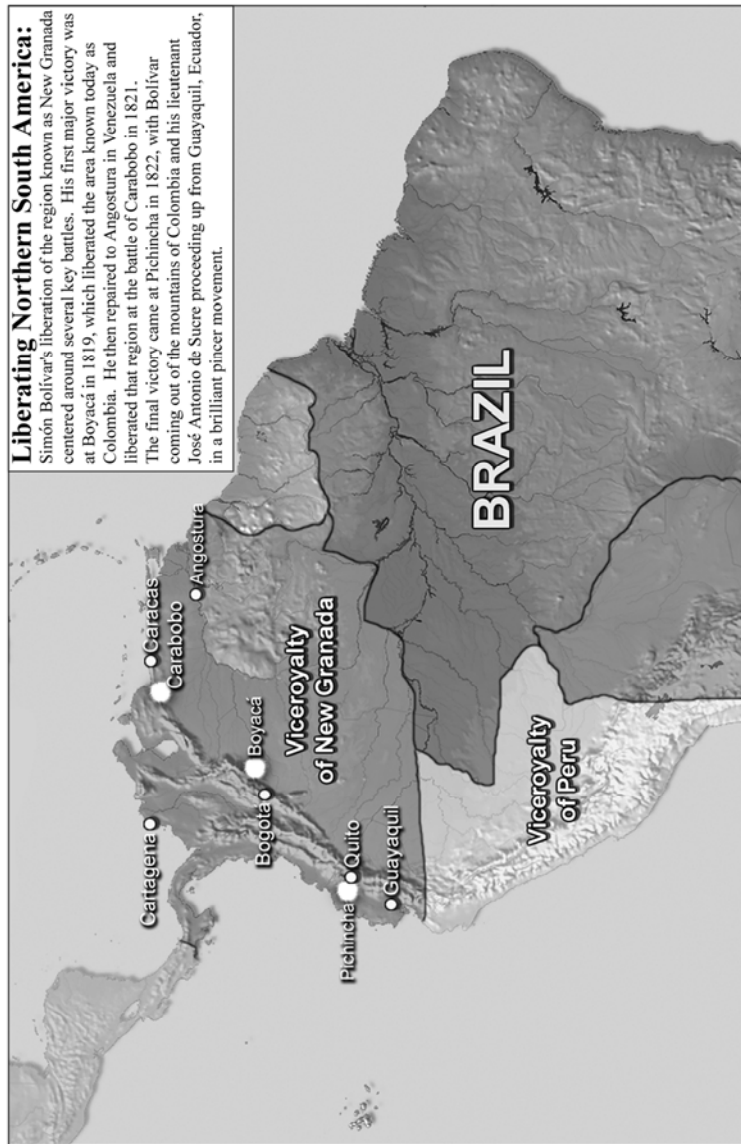 Liberating Northern South America:
Simón Bolívar's liberation of the region known as New Granada
centered around several key battles. His first major victory was
at Boyacá in 1819, which liberated the area known today as
Colombia. He then repaired to Angostura in Venezuela and
liberated that region at the battle of Carabobo in 1821.
The final victory came at Pichincha in 1822, with Bolívar
coming out of the mountains of Colombia and his lieutenant
José Antonio de Sucre proceeding up from Guayaquil, Ecuador,
in a brilliant pincer movement.
Cartagena
Caracas
Carabobo
Angostura
Bogota
Boyacá
Viceroyalty
of New Granada
Pichincha
Quito
Guayaquil
Viceroyalty
of Peru
BRAZIL